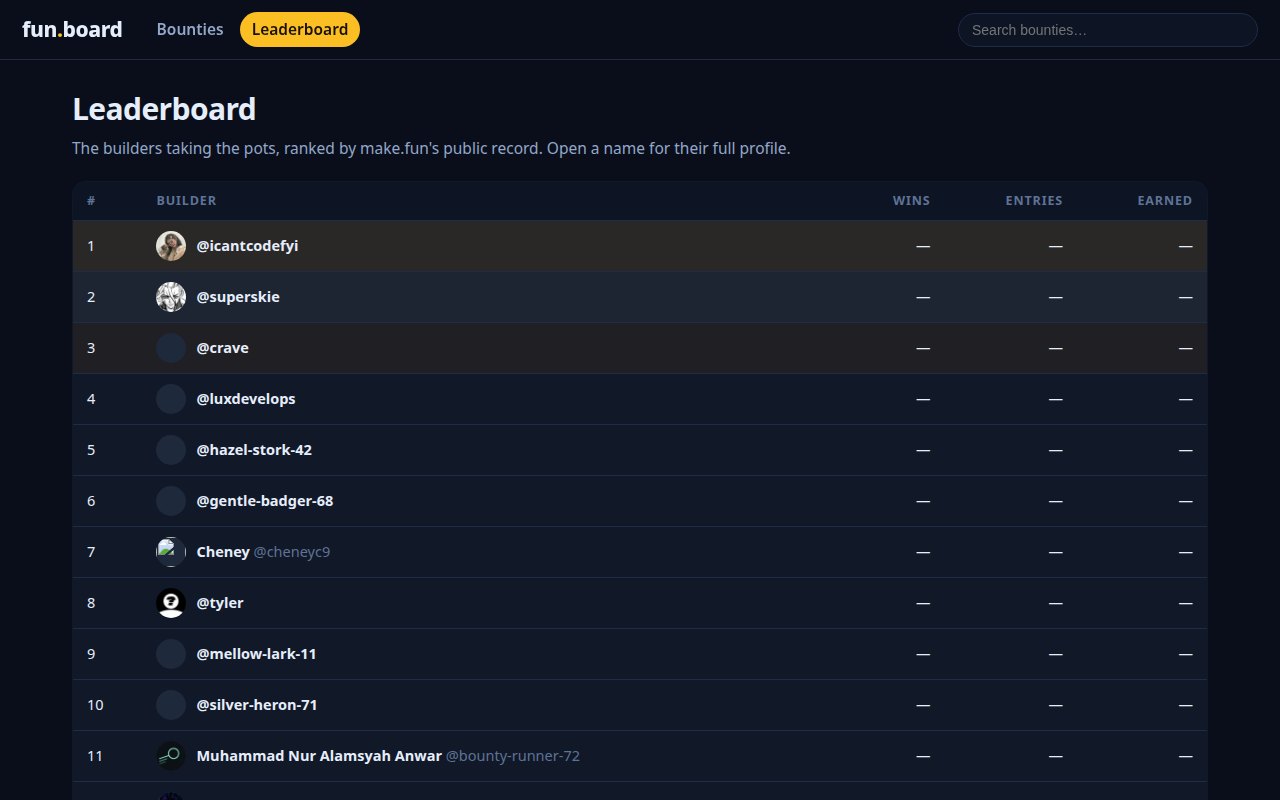 fun.board Bounties Leaderboard Search bounties…
Leaderboard
The builders taking the pots, ranked by make.fun's public record. Open a name for their full profile.
# BUILDER WINS ENTRIES EARNED
1 @icantcodefyi — — —
2 @superskie — — —
3 @crave — — —
4 @luxdevelops — — —
5 @hazel-stork-42 — — —
6 @gentle-badger-68 — — —
7 Cheney @cheneyc9 — — —
8 @tyler — — —
9 @mellow-lark-11 — — —
10 @silver-heron-71 — — —
11 Muhammad Nur Alamsyah Anwar @bounty-runner-72 — — —